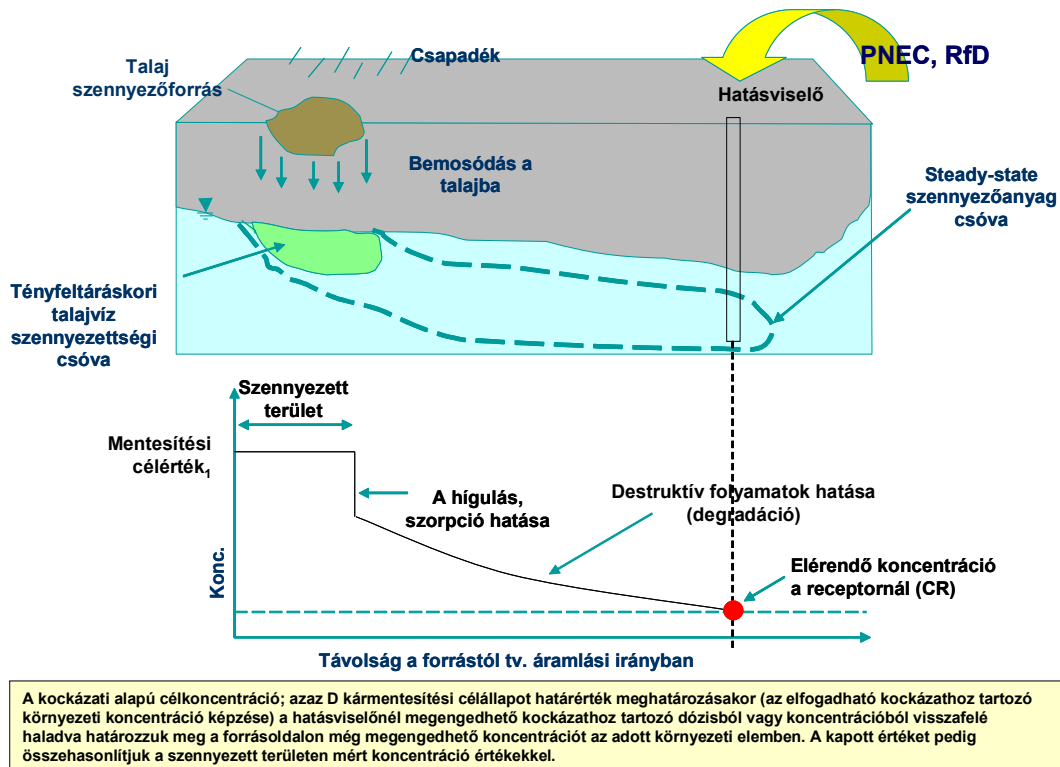 Csapadék
PNEC, RfD
Talaj
szennyezőforrás
Hatásviselő
Bemosódás a
talajba
Steady-state
szennyezőanyag
csóva
Tényfeltáráskori
talajvíz
szennyezettségi
csóva
Szennyezett
terület
Mentesítési
célérték₁
A hígulás,
szorpció hatása
Destruktív folyamatok hatása
(degradáció)
Elérendő koncentráció
a receptornál (CR)
Konc.
Távolság a forrástól tv. áramlási irányban
A kockázati alapú célkoncentráció; azaz D kármentesítési célállapot határérték meghatározásakor (az elfogadható kockázathoz tartozó
környezeti koncentráció képzése) a hatásviselőnél megengedhető kockázathoz tartozó dózisból vagy koncentrációból visszafelé
haladva határozzuk meg a forrásoldalon még megengedhető koncentrációt az adott környezeti elemben. A kapott értéket pedig
összehasonlítjuk a szennyezett területen mért koncentráció értékekkel.